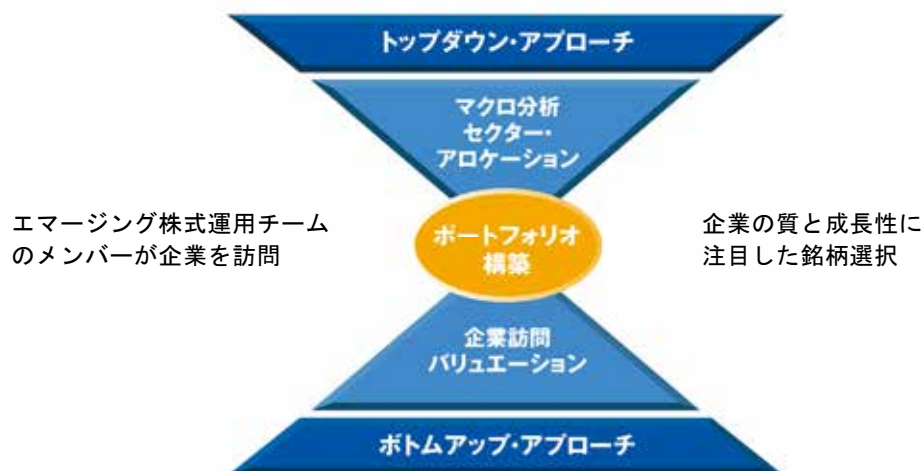 トップダウン・アプローチ
マクロ分析
セクター・
アロケーション
エマージング株式運用チーム
のメンバーが企業を訪問
ポートフォリオ
構築
企業の質と成長性に
注目した銘柄選択
企業訪問
バリュエーション
ボトムアップ・アプローチ